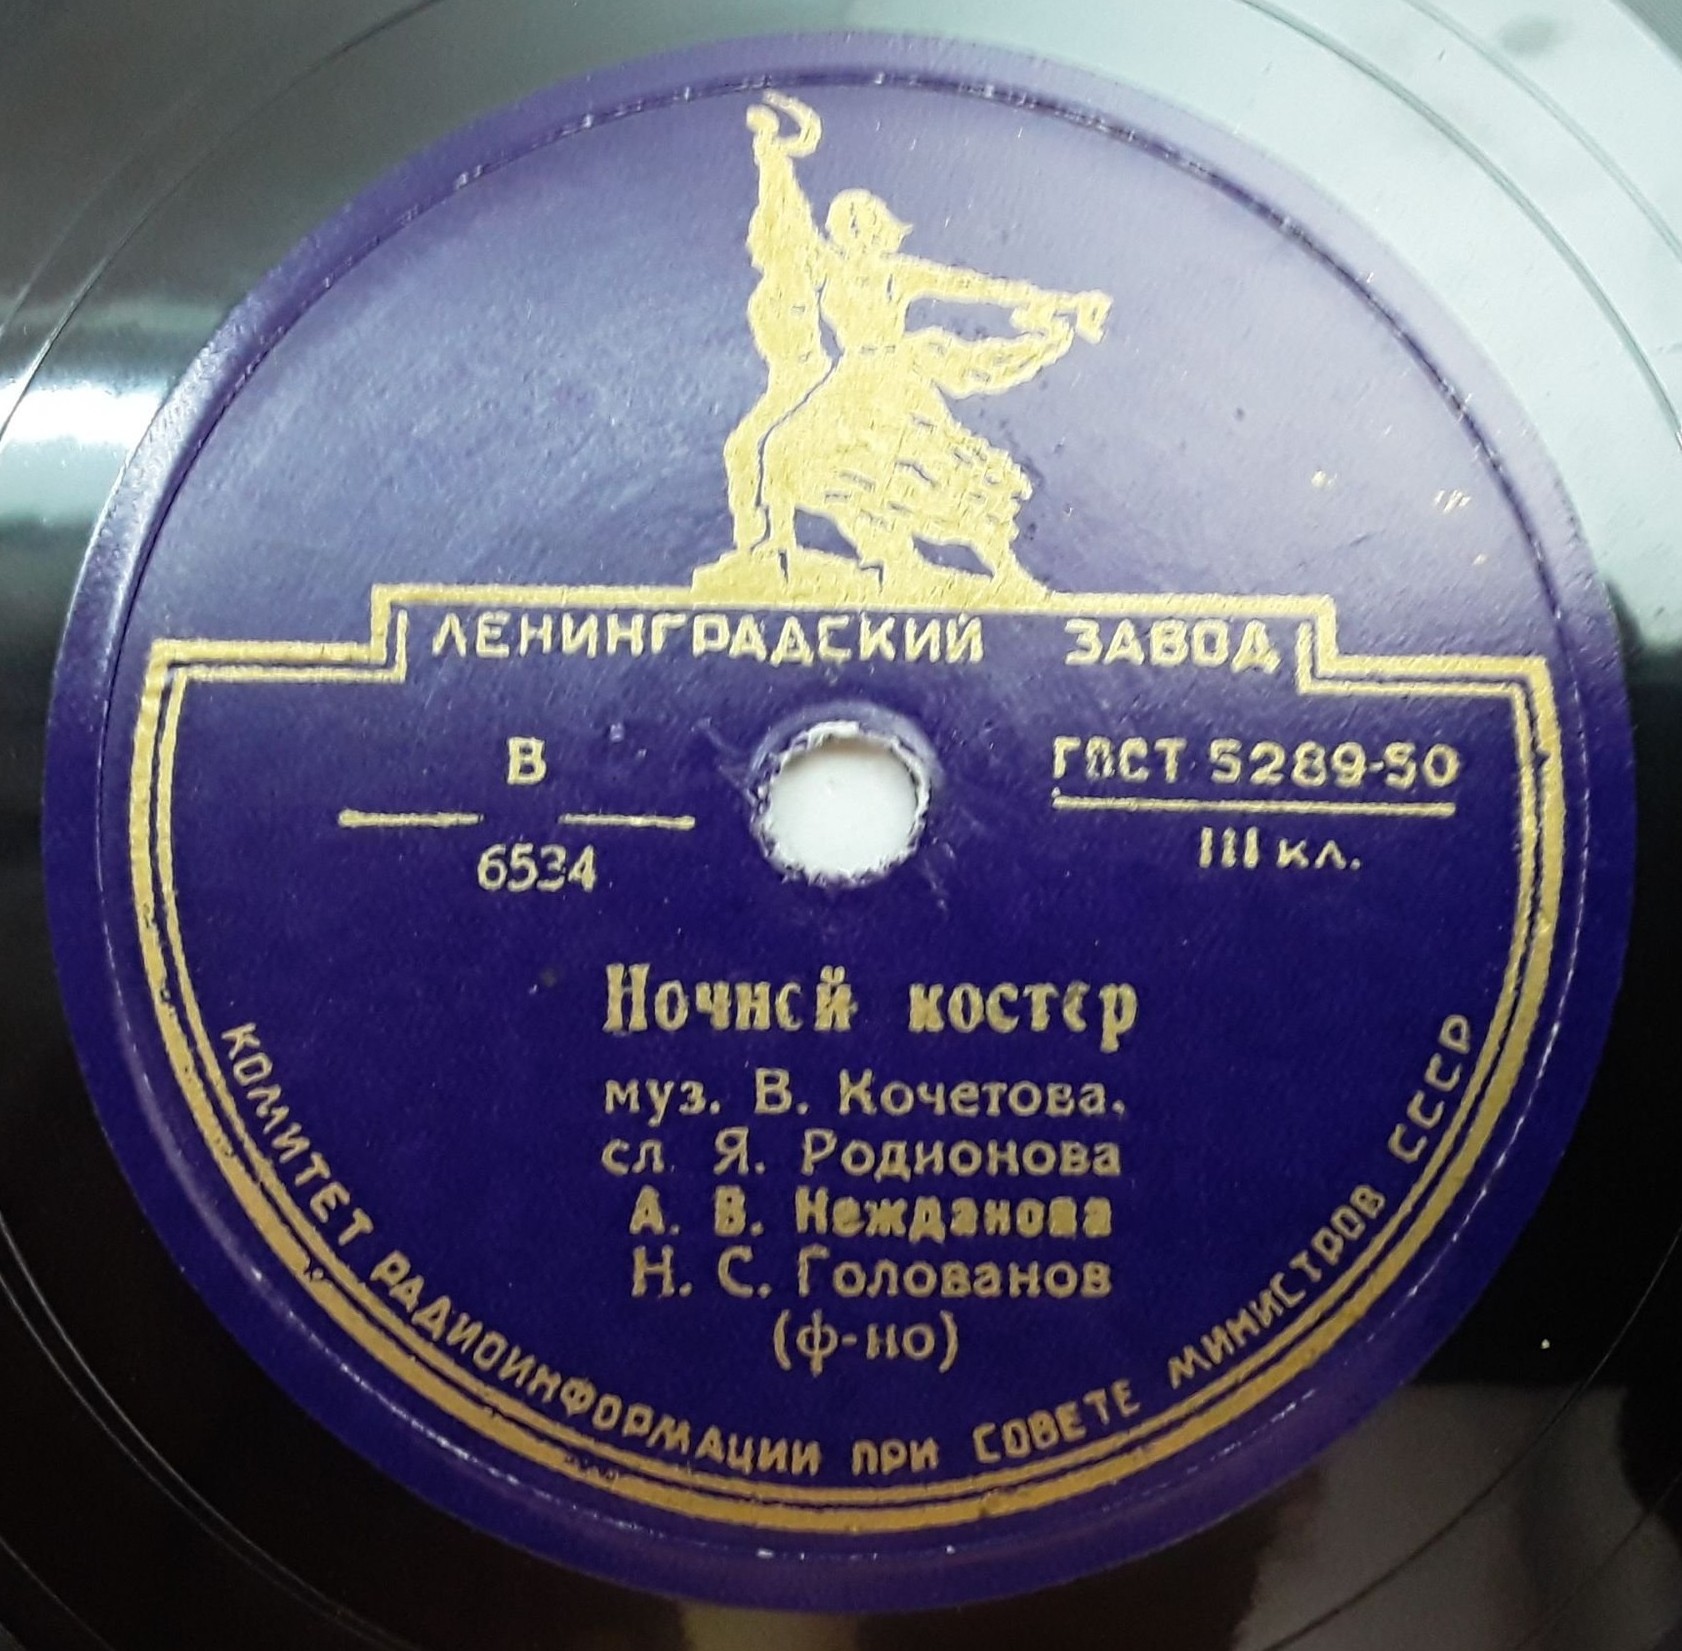 ЛЕНИНГРАДСКИЙ ЗАВОД
В
6534
ГОСТ 5289-50
III кл.
Ночной костер
муз. В. Кочетова.
сл. Я. Родионова
А. В. Нежданова
Н. С. Голованов
(ф-но)
КОМИТЕТ РАДИОИНФОРМАЦИИ ПРИ СОВЕТЕ МИНИСТРОВ СССР